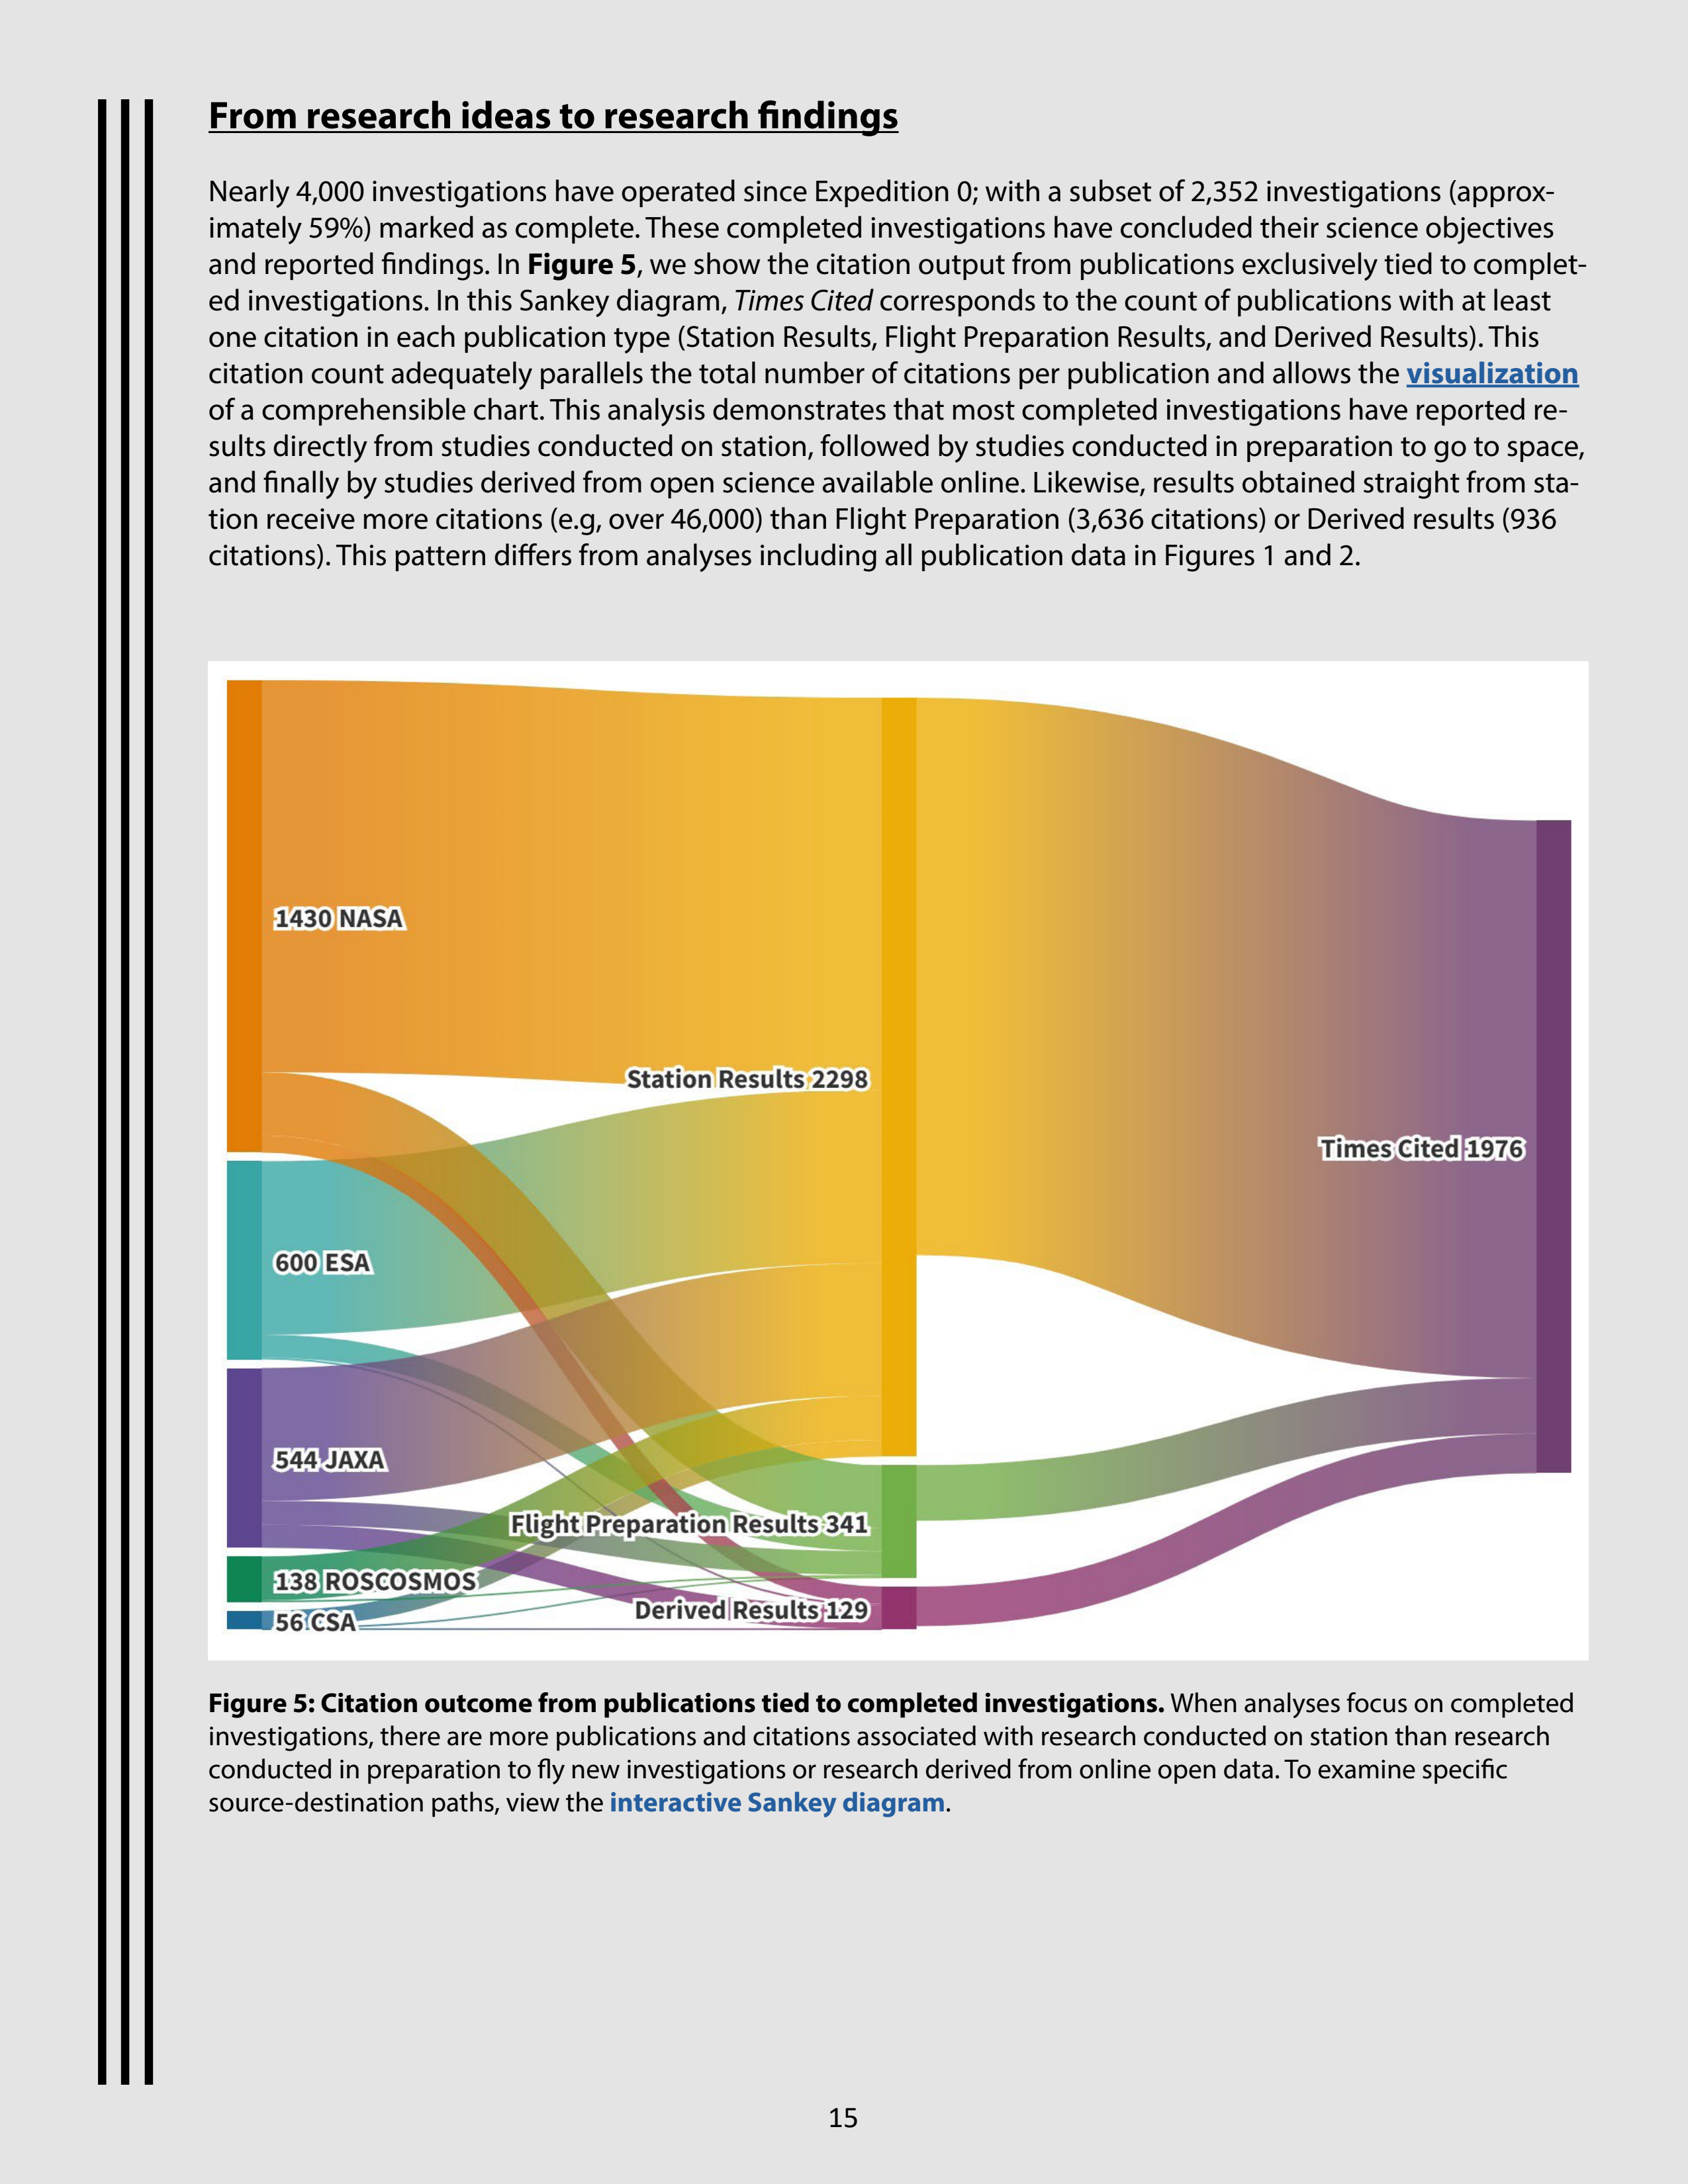 From research ideas to research findings
Nearly 4,000 investigations have operated since Expedition 0; with a subset of 2,352 investigations (approx-
imately 59%) marked as complete. These completed investigations have concluded their science objectives
and reported findings. In Figure 5, we show the citation output from publications exclusively tied to complet-
ed investigations. In this Sankey diagram, Times Cited corresponds to the count of publications with at least
one citation in each publication type (Station Results, Flight Preparation Results, and Derived Results). This
citation count adequately parallels the total number of citations per publication and allows the visualization
of a comprehensible chart. This analysis demonstrates that most completed investigations have reported re-
sults directly from studies conducted on station, followed by studies conducted in preparation to go to space,
and finally by studies derived from open science available online. Likewise, results obtained straight from sta-
tion receive more citations (e.g, over 46,000) than Flight Preparation (3,636 citations) or Derived results (936
citations). This pattern differs from analyses including all publication data in Figures 1 and 2.
1430 NASA
Station Results 2298
Times Cited 1976
600 ESA
544 JAXA
Flight Preparation Results 341
138 ROSCOSMOS
Derived Results 129
56 CSA
Figure 5: Citation outcome from publications tied to completed investigations. When analyses focus on completed
investigations, there are more publications and citations associated with research conducted on station than research
conducted in preparation to fly new investigations or research derived from online open data. To examine specific
source-destination paths, view the interactive Sankey diagram.
15